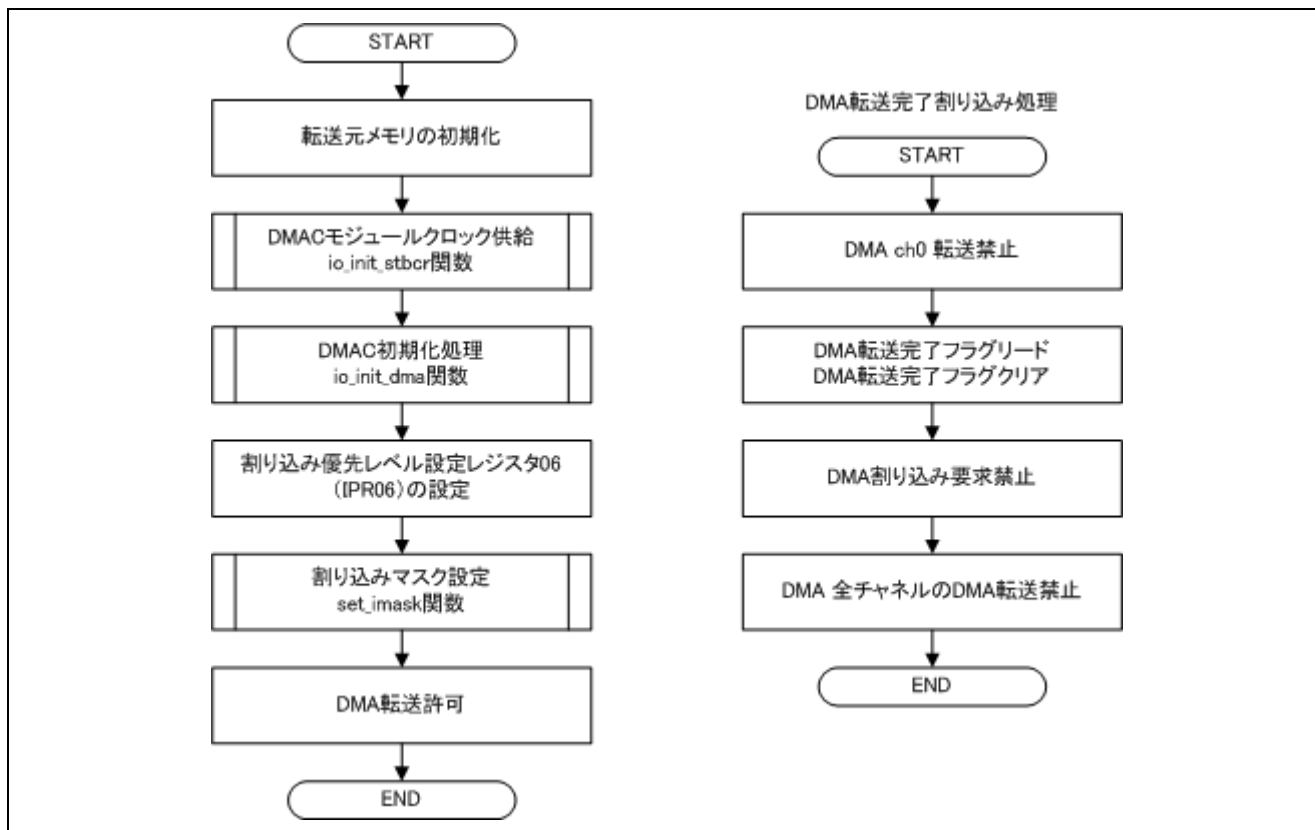 START
転送元メモリの初期化
DMACモジュールクロック供給
io_init_stbcr関数
DMAC初期化処理
io_init_dma関数
割り込み優先レベル設定レジスタ06
(IPR06)の設定
割り込みマスク設定
set_imask関数
DMA転送許可
END
DMA転送完了割り込み処理
START
DMA ch0 転送禁止
DMA転送完了フラグリード
DMA転送完了フラグクリア
DMA割り込み要求禁止
DMA 全チャネルのDMA転送禁止
END